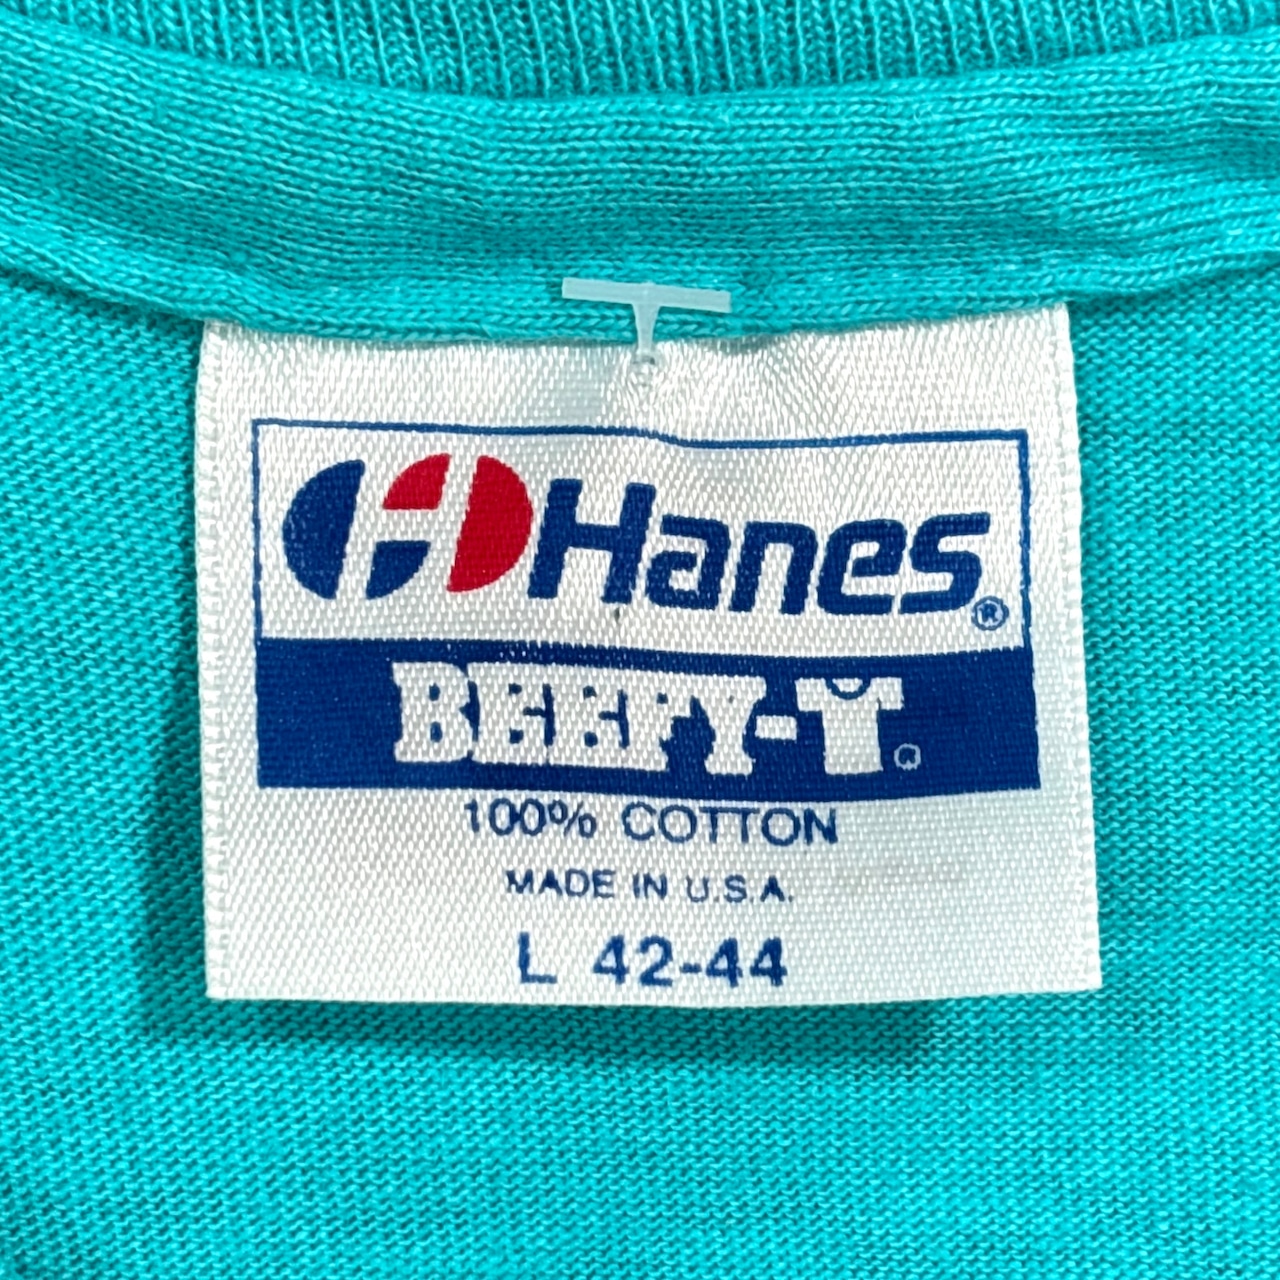 Hanes®
BEEFY-T®
100% COTTON
MADE IN U.S.A.
L 42-44